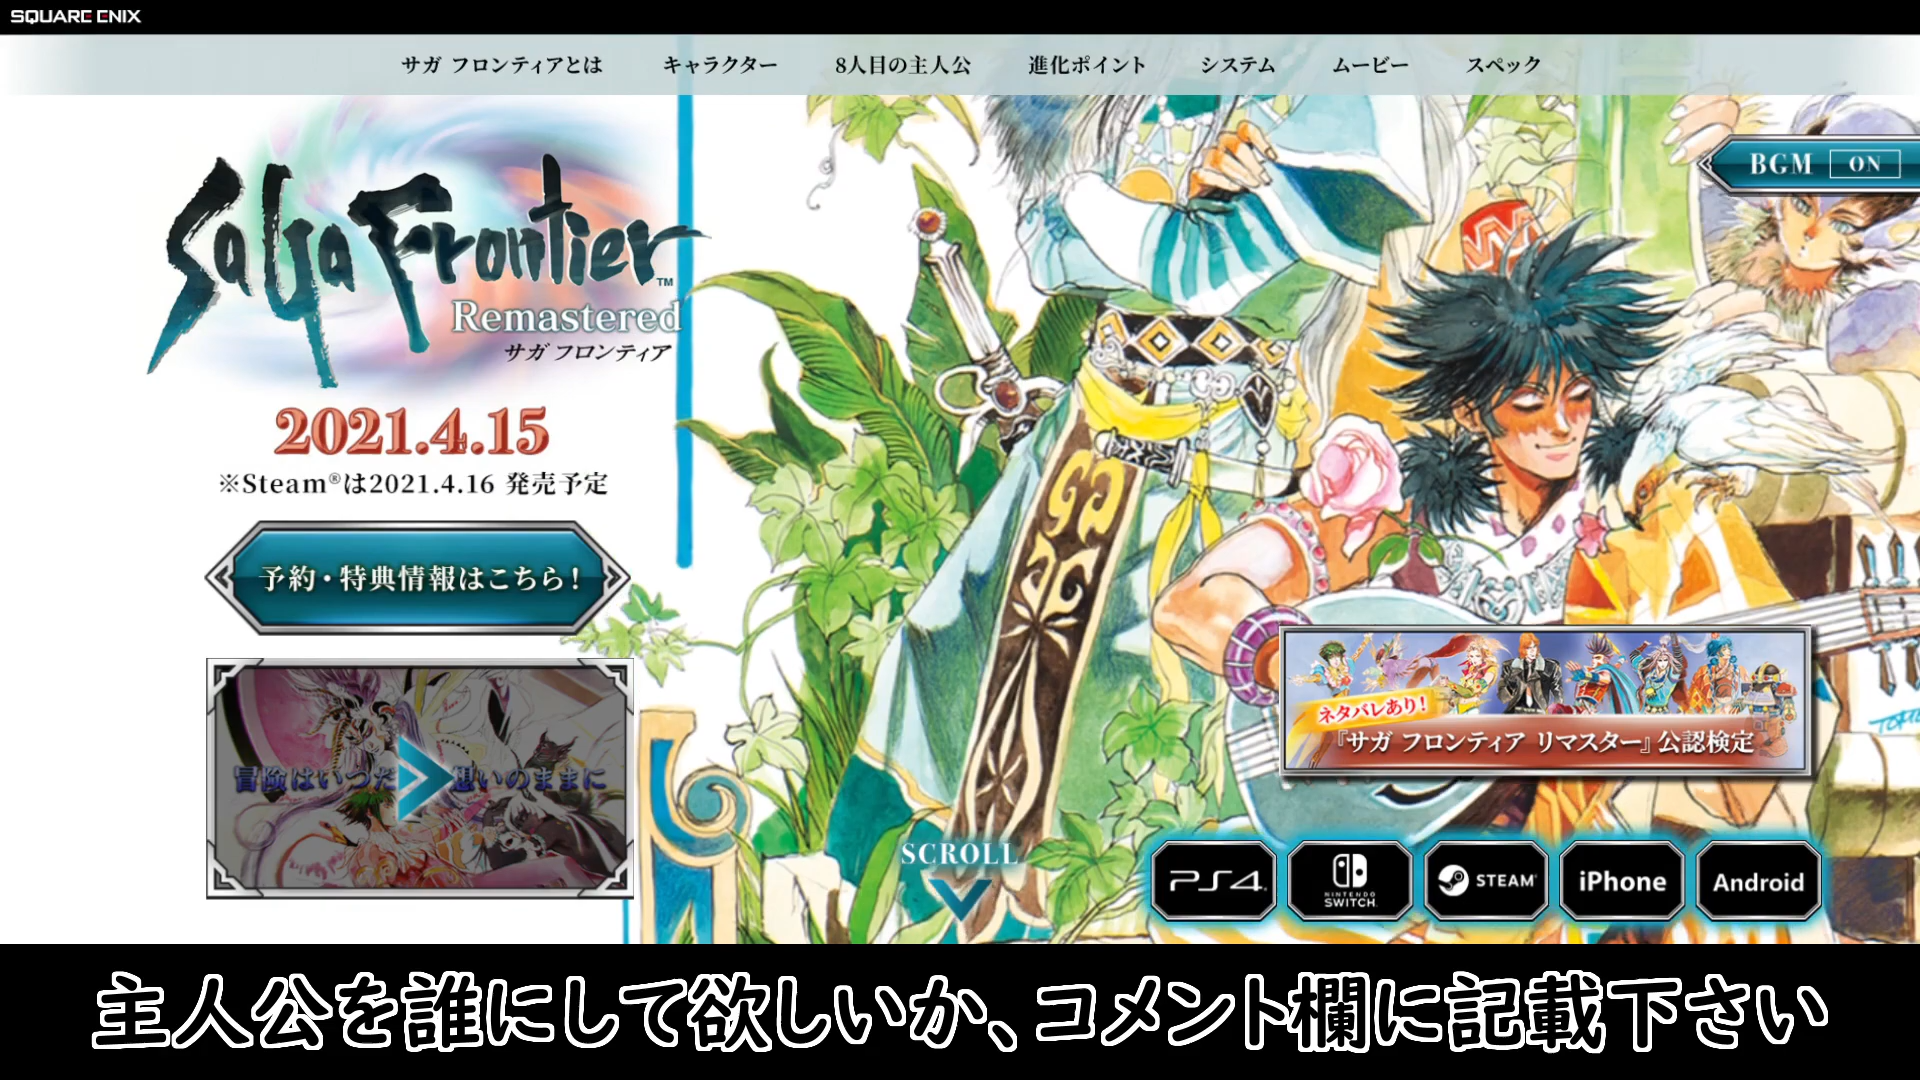 SQUARE ENIX
サガ フロンティアとは
キャラクター
8人目の主人公
進化ポイント
システム
ムービー
スペック
BGM ON
SaGa Frontier™
Remastered
サガ フロンティア
2021.4.15
※Steam®は2021.4.16 発売予定
予約・特典情報はこちら!
冒険はいつだ 想いのままに
ネタバレあり!
『サガ フロンティア リマスター』公認検定
SCROLL
PS4
NINTENDO
SWITCH
STEAM
iPhone
Android
主人公を誰にして欲しいか、コメント欄に記載下さい